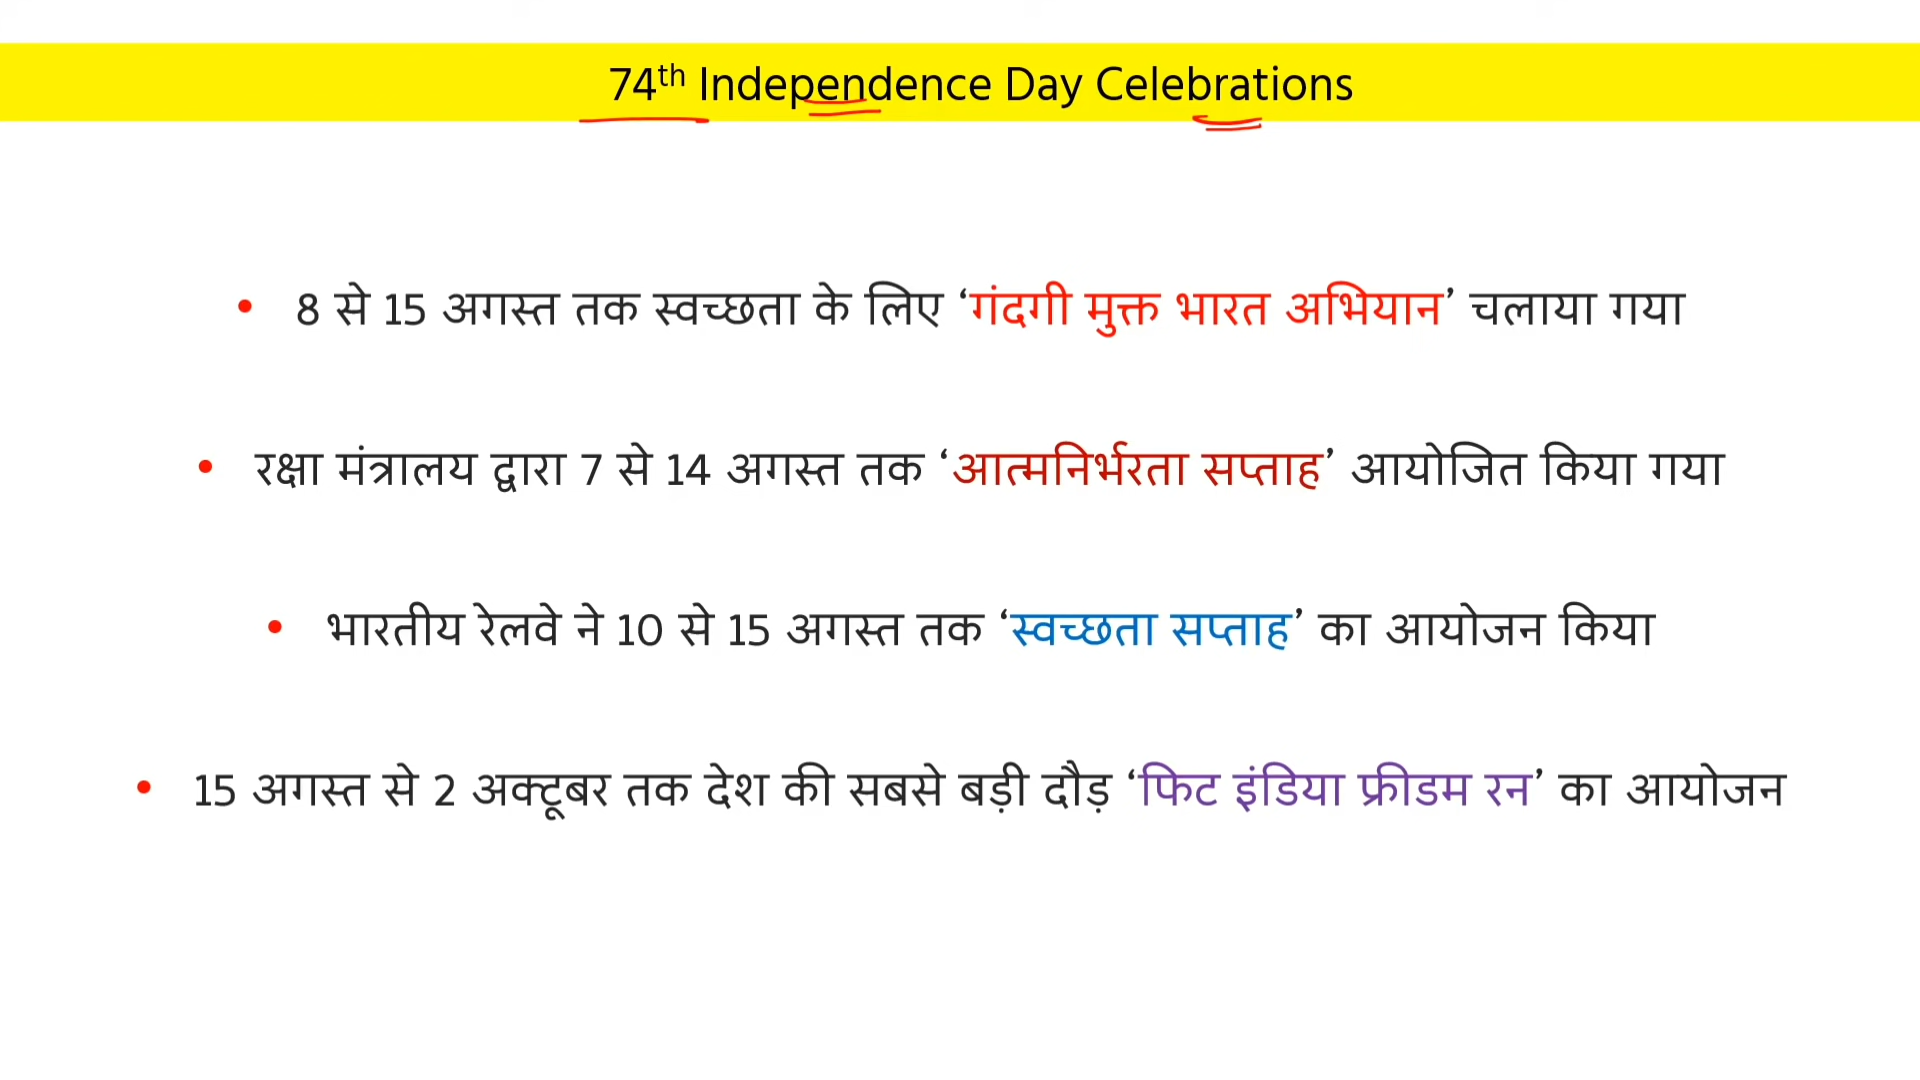 74th Independence Day Celebrations
• 8 से 15 अगस्त तक स्वच्छता के लिए ‘गंदगी मुक्त भारत अभियान’ चलाया गया
• रक्षा मंत्रालय द्वारा 7 से 14 अगस्त तक ‘आत्मनिर्भरता सप्ताह’ आयोजित किया गया
• भारतीय रेलवे ने 10 से 15 अगस्त तक ‘स्वच्छता सप्ताह’ का आयोजन किया
• 15 अगस्त से 2 अक्टूबर तक देश की सबसे बड़ी दौड़ ‘फिट इंडिया फ्रीडम रन’ का आयोजन